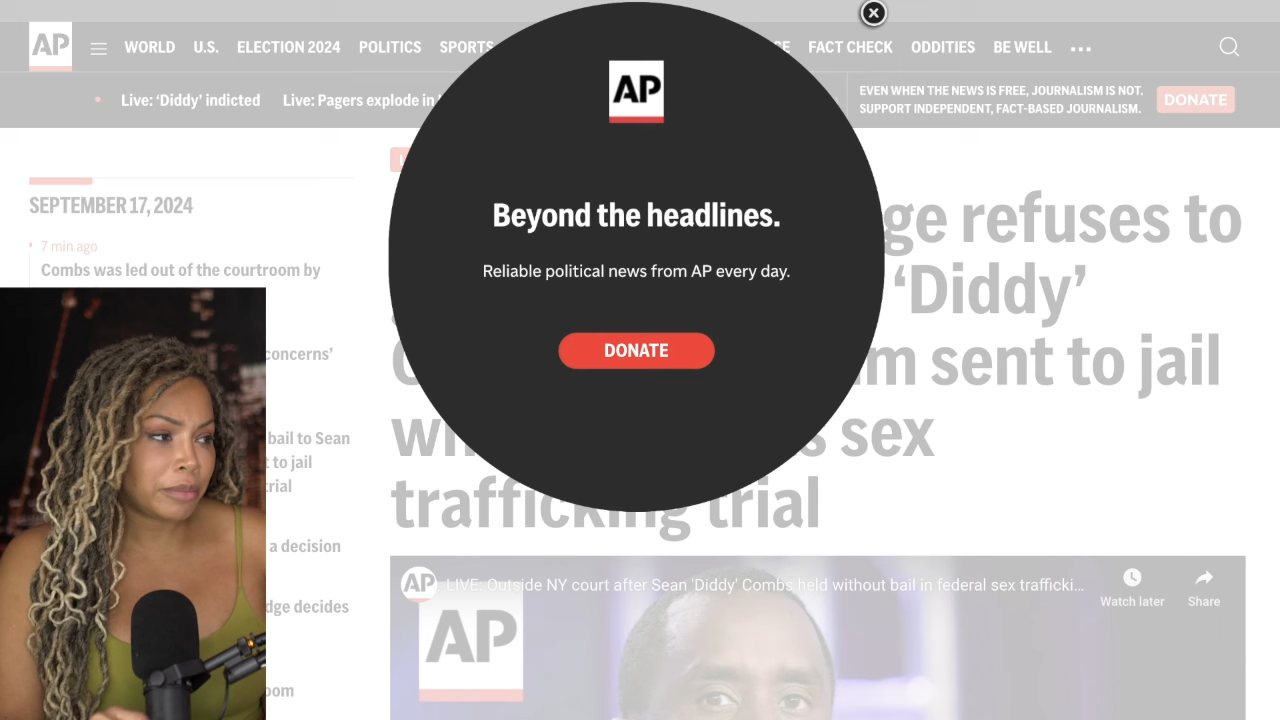 AP
WORLD U.S. ELECTION 2024 POLITICS SPORTS
FACT CHECK ODDITIES BE WELL
Live: ‘Diddy’ indicted Live: Pagers explode in
EVEN WHEN THE NEWS IS FREE, JOURNALISM IS NOT.
SUPPORT INDEPENDENT, FACT-BASED JOURNALISM.
DONATE
AP
Beyond the headlines.
Reliable political news from AP every day.
DONATE
SEPTEMBER 17, 2024
7 min ago
Combs was led out of the courtroom by
concerns’
bail to Sean
t to jail
trial
a decision
dge decides
oom
ge refuses to
‘Diddy’
m sent to jail
wh s sex
trafficking trial
AP
LIVE: Outside NY court after Sean ‘Diddy’ Combs held without bail in federal sex trafficki...
Watch later Share
AP